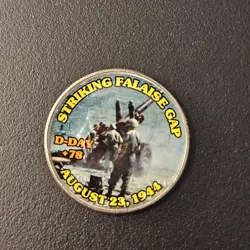 STRIKING FALAISE GAP
D-DAY
+78
AUGUST 23, 1944